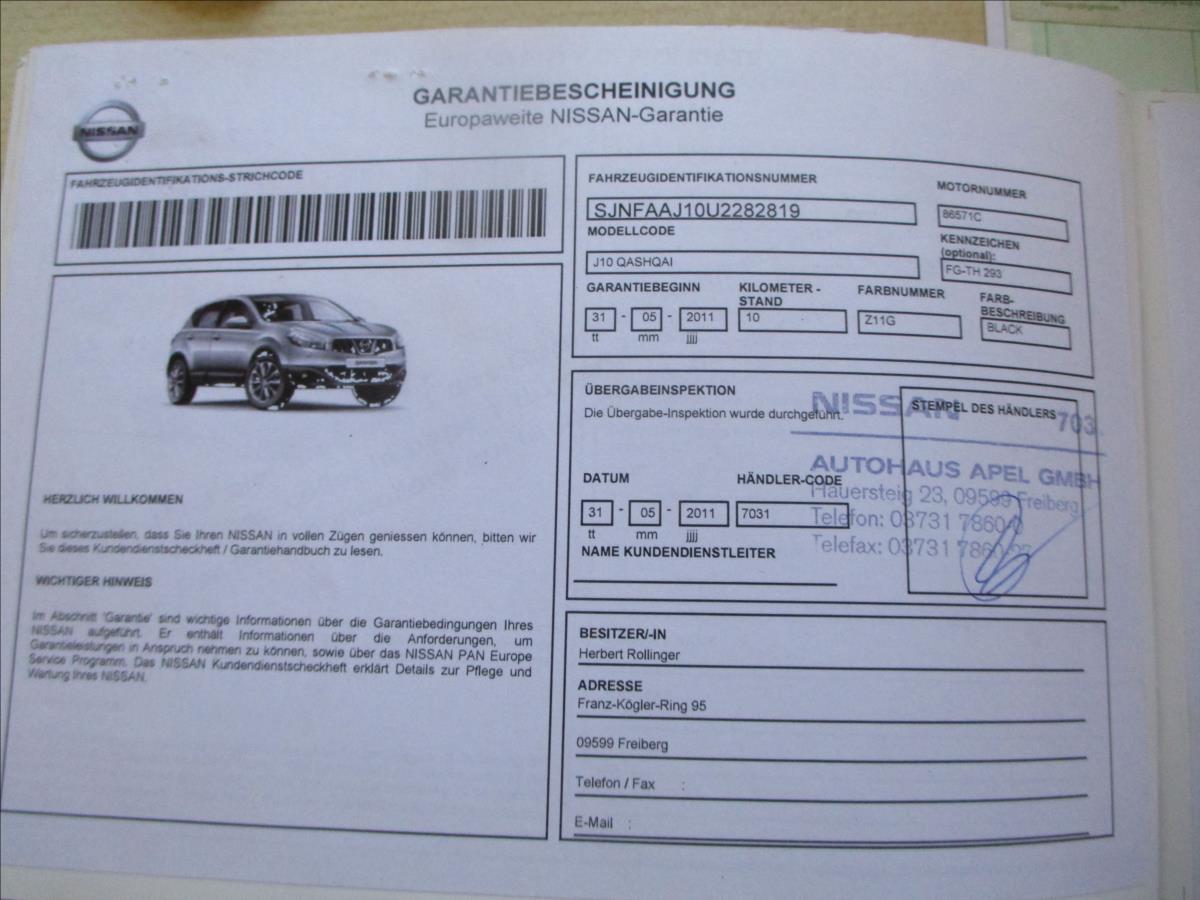 GARANTIEBESCHEINIGUNG
Europaweite NISSAN-Garantie
NISSAN
FAHRZEUGIDENTIFIKATIONS-STRICHCODE
HERZLICH WILLKOMMEN
Um sicherzustellen, dass Sie Ihren NISSAN in vollen Zügen geniessen können, bitten wir
Sie dieses Kundendienstscheckheft / Garantiehandbuch zu lesen.
WICHTIGER HINWEIS
Im Abschnitt 'Garantie' sind wichtige Informationen über die Garantiebedingungen Ihres
NISSAN aufgeführt. Er enthält Informationen über die Anforderungen, um
Garantieleistungen in Anspruch nehmen zu können, sowie über das NISSAN PAN Europe
Service Programm. Das NISSAN Kundendienstscheckheft erklärt Details zur Pflege und
Wartung Ihres NISSAN.
FAHRZEUGIDENTIFIKATIONSNUMMER
SJNFAAJ10U2282819
MOTORNUMMER
86571C
MODELLCODE
J10 QASHQAI
KENNZEICHEN
(optional):
FG-TH 293
GARANTIEBEGINN
31 - 05 - 2011
tt mm jjjj
KILOMETER -
STAND
10
FARBNUMMER
Z11G
FARB-
BESCHREIBUNG
BLACK
ÜBERGABEINSPEKTION
Die Übergabe-Inspektion wurde durchgeführt.
STEMPEL DES HÄNDLERS
NISSAN 703
AUTOHAUS APEL GMBH
Hauersteig 23, 09599 Freiberg
Telefon: 03731 7860
Telefax: 03731 7860-27
DATUM
31 - 05 - 2011
tt mm jjjj
HÄNDLER-CODE
7031
NAME KUNDENDIENSTLEITER
BESITZER/-IN
Herbert Rollinger
ADRESSE
Franz-Kögler-Ring 95
09599 Freiberg
Telefon / Fax :
E-Mail :